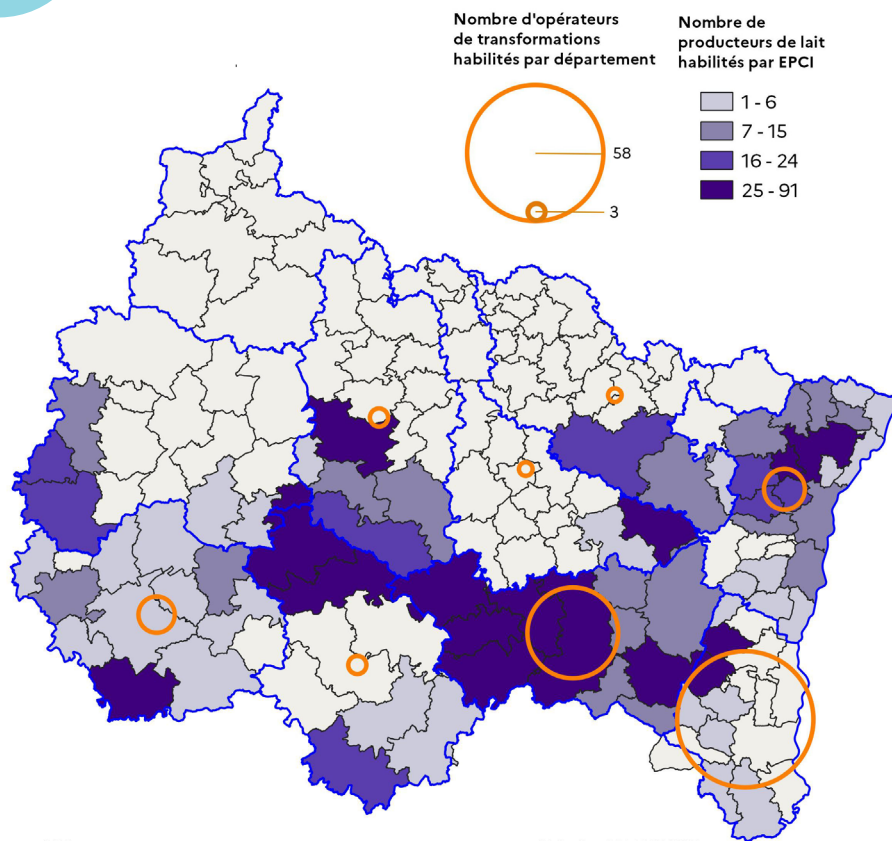 Nombre d'opérateurs
de transformations
habilités par département
58
3
Nombre de
producteurs de lait
habilités par EPCI
1 - 6
7 - 15
16 - 24
25 - 91